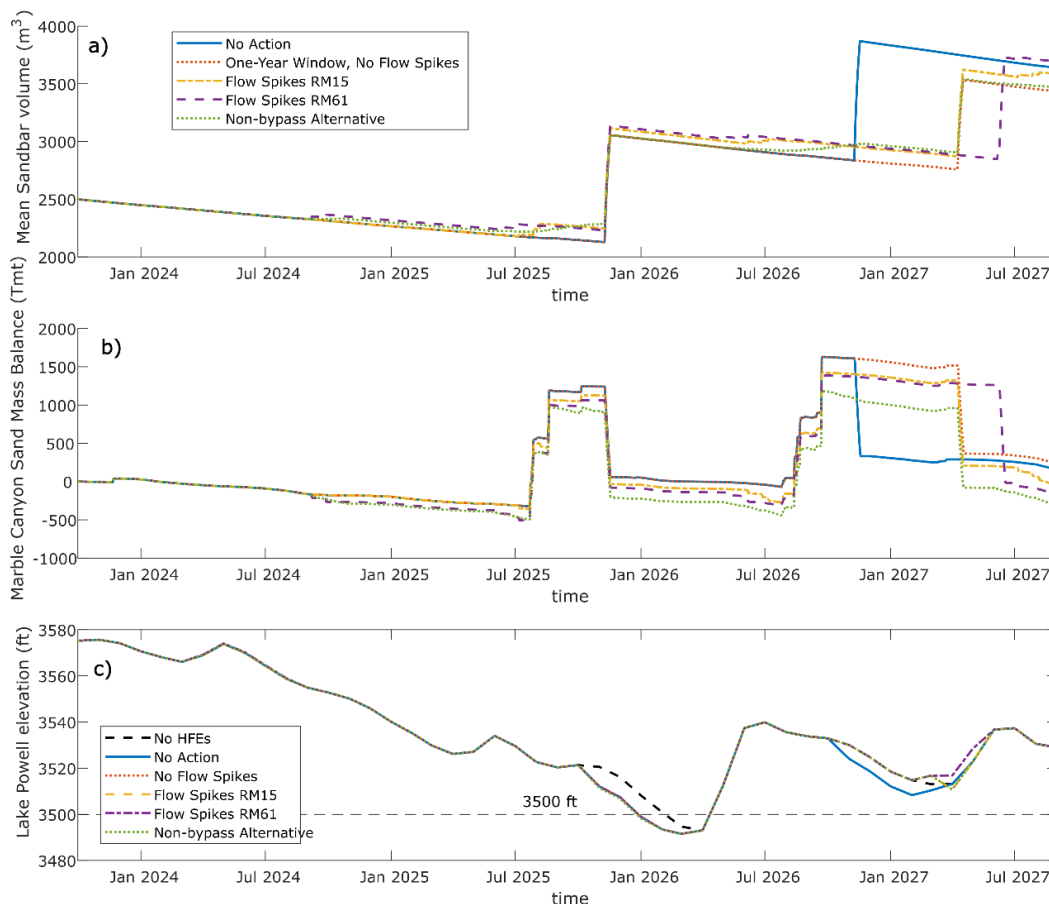 a)
Mean Sandbar volume (m³)
4000
3500
3000
2500
2000
No Action
One-Year Window, No Flow Spikes
Flow Spikes RM15
Flow Spikes RM61
Non-bypass Alternative
Jan 2024 Jul 2024 Jan 2025 Jul 2025 Jan 2026 Jul 2026 Jan 2027 Jul 2027
time
b)
Marble Canyon Sand Mass Balance (Tmt)
2000
1500
1000
500
0
-500
-1000
Jan 2024 Jul 2024 Jan 2025 Jul 2025 Jan 2026 Jul 2026 Jan 2027 Jul 2027
time
c)
Lake Powell elevation (ft)
3580
3560
3540
3520
3500
3480
No HFEs
No Action
No Flow Spikes
Flow Spikes RM15
Flow Spikes RM61
Non-bypass Alternative
3500 ft
Jan 2024 Jul 2024 Jan 2025 Jul 2025 Jan 2026 Jul 2026 Jan 2027 Jul 2027
time